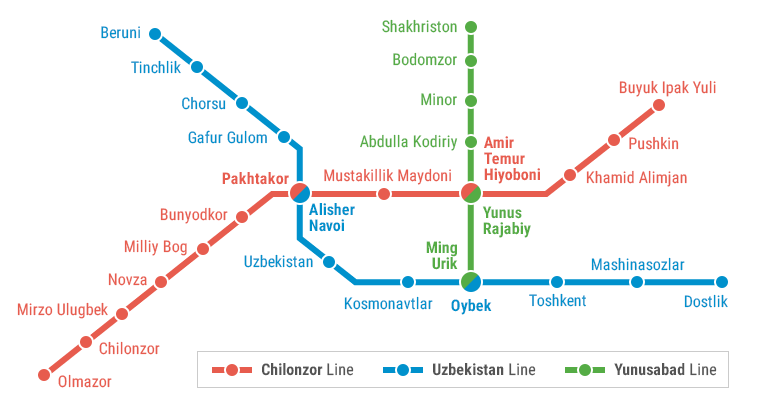 Shakhriston
Beruni
Bodomzor
Tinchlik
Buyuk Ipak Yuli
Minor
Chorsu
Gafur Gulom
Abdulla Kodiriy
Amir
Temur
Hiyoboni
Pushkin
Pakhtakor
Mustakillik Maydoni
Khamid Alimjan
Bunyodkor
Alisher
Navoi
Yunus
Rajabiy
Milliy Bog
Uzbekistan
Ming
Urik
Mashinasozlar
Novza
Kosmonavtlar
Oybek
Toshkent
Dostlik
Mirzo Ulugbek
Chilonzor
Olmazor
Chilonzor Line
Uzbekistan Line
Yunusabad Line